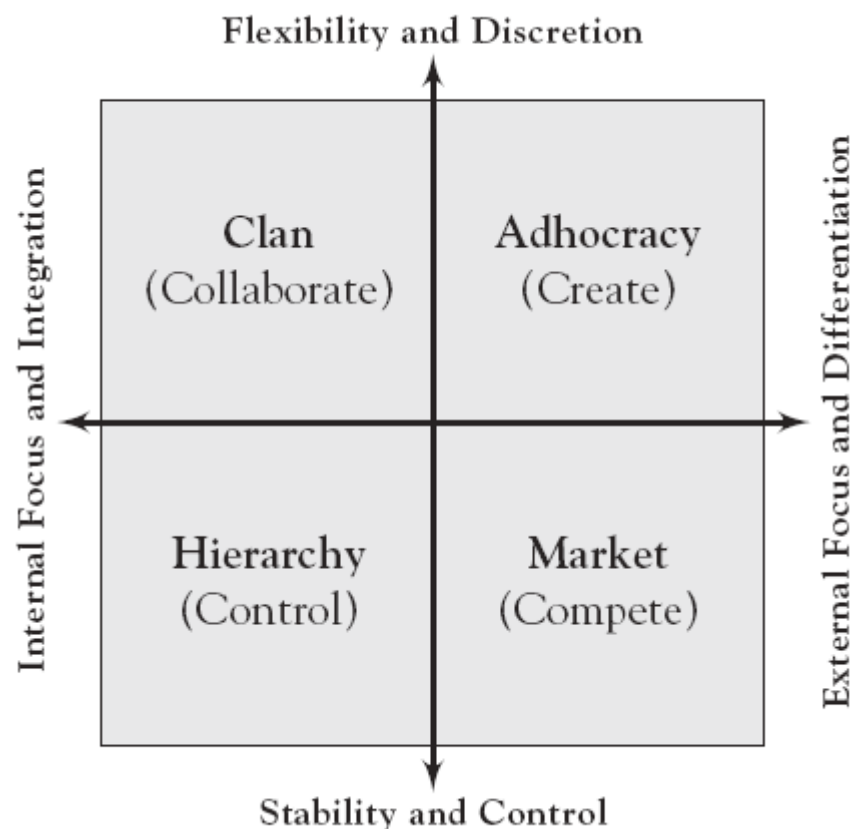 Flexibility and Discretion
Internal Focus and Integration
Clan
(Collaborate)
Adhocracy
(Create)
External Focus and Differentiation
Hierarchy
(Control)
Market
(Compete)
Stability and Control